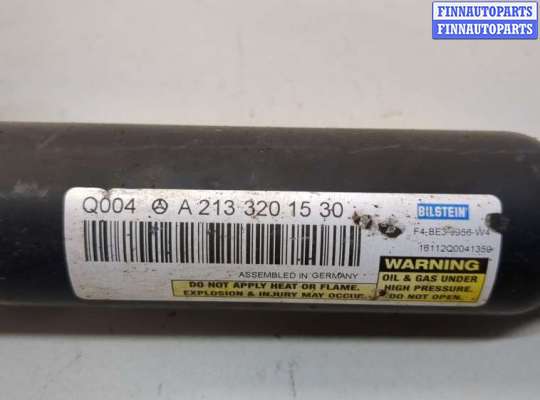 FINNAUTOPARTS
FINNAUTOPARTS
Q004 A 213 320 15 30
BILSTEIN
F4-BE3-9956-W4
16112Q0041359
ASSEMBLED IN GERMANY
WARNING
DO NOT APPLY HEAT OR FLAME.
EXPLOSION & INJURY MAY OCCUR.
OIL & GAS UNDER
HIGH PRESSURE.
DO NOT OPEN.